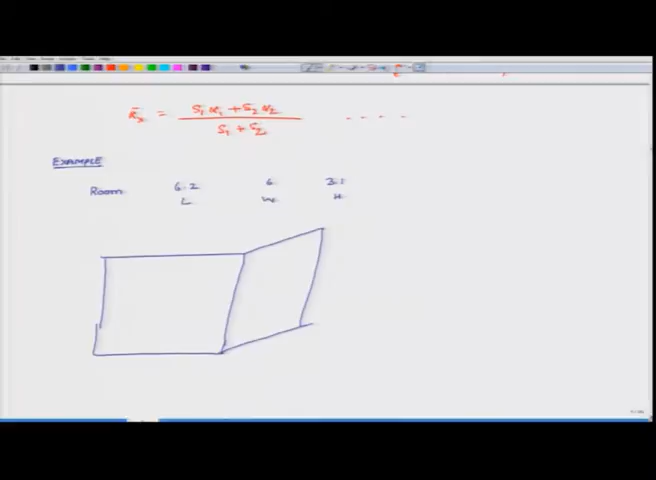 ᾱₓ = (S₁α₁ + S₂α₂) / (S₁ + S₂) . . . .
EXAMPLE
Room 6.2 6 3.1
L W H